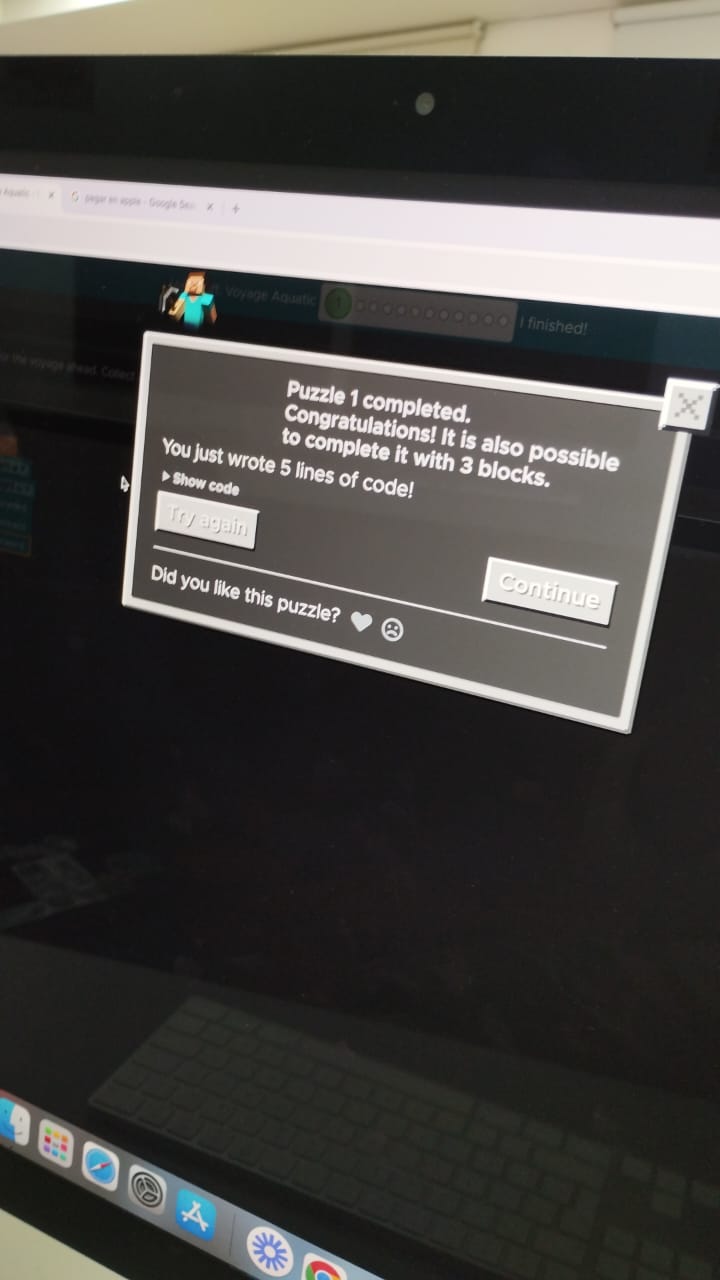 Aquatic
pegar en apple - Google Sea
Voyage Aquatic
1
I finished!
the voyage ahead. Collect
Puzzle 1 completed.
Congratulations! It is also possible
to complete it with 3 blocks.
You just wrote 5 lines of code!
Show code
Try again
Continue
Did you like this puzzle?